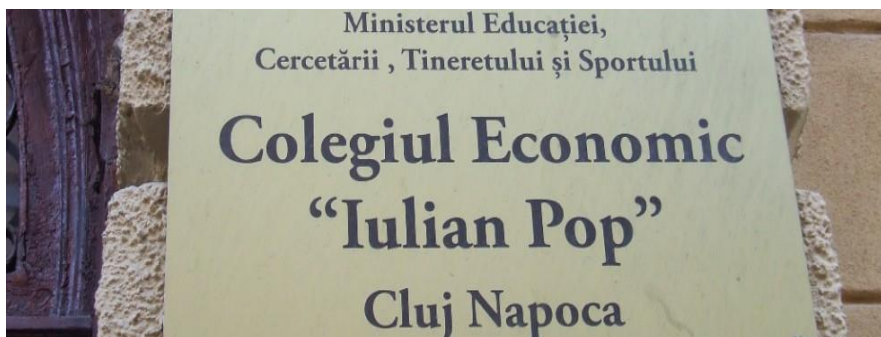 Ministerul Educației,
Cercetării , Tineretului și Sportului
Colegiul Economic
“Iulian Pop”
Cluj Napoca